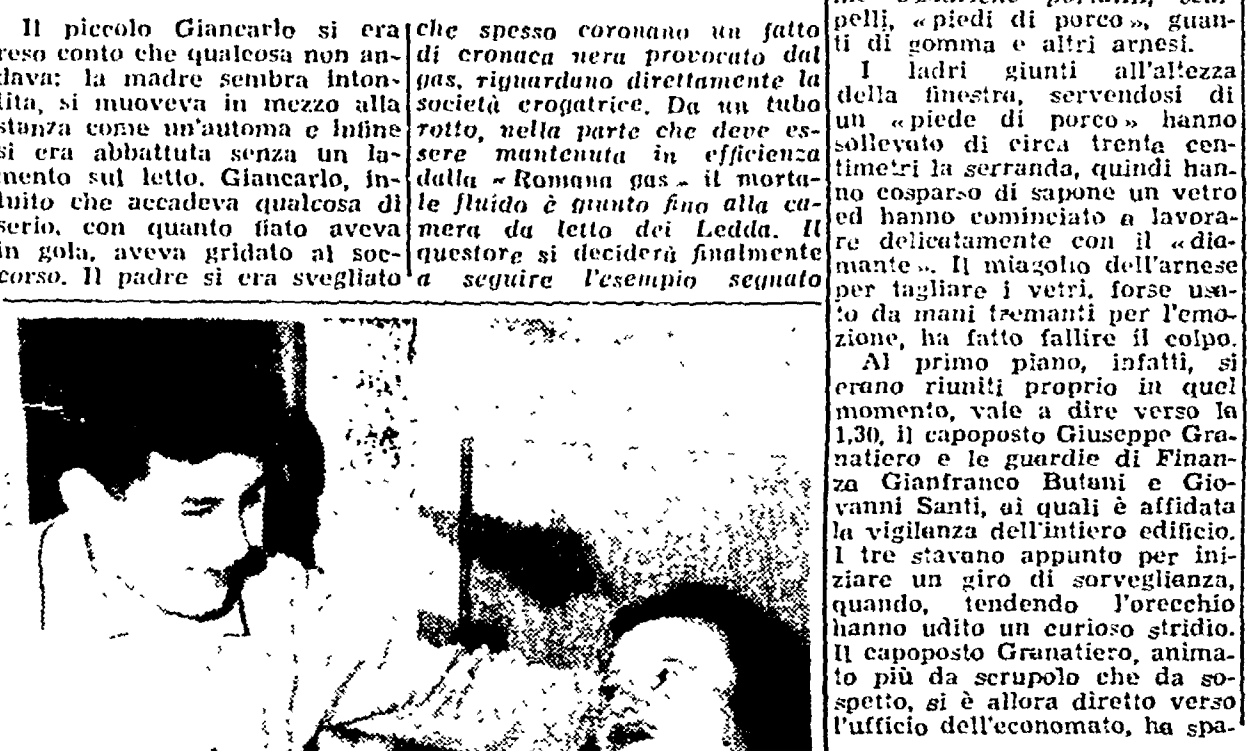 Il piccolo Giancarlo si era
reso conto che qualcosa non an-
dava: la madre sembra inton-
tita, si muoveva in mezzo alla
stanza come un'automa e infine
si era abbattuta senza un la-
mento sul letto. Giancarlo, in-
tuito che accadeva qualcosa di
serio, con quanto fiato aveva
in gola, aveva gridato al soc-
corso. Il padre si era svegliato
che spesso coronano un fatto
di cronaca nera provocato dal
gas, riguardano direttamente la
società erogatrice. Da un tubo
rotto, nella parte che deve es-
sere mantenuta in efficienza
dalla «Romana gas» il morta-
le fluido è giunto fino alla ca-
mera da letto dei Ledda. Il
questore si deciderà finalmente
a seguire l'esempio segnato
pelli, «piedi di porco», guan-
ti di gomma e altri arnesi.
I ladri giunti all'altezza
della finestra, servendosi di
un «piede di porco» hanno
sollevato di circa trenta cen-
timetri la serranda, quindi han-
no cosparso di sapone un vetro
ed hanno cominciato a lavora-
re delicatamente con il «dia-
mante». Il miagolio dell'arnese
per tagliare i vetri, forse usa-
to da mani tremanti per l'emo-
zione, ha fatto fallire il colpo.
Al primo piano, infatti, si
erano riuniti proprio in quel
momento, vale a dire verso la
1,30, il capoposto Giuseppe Gra-
natiero e le guardie di Finan-
za Gianfranco Butani e Gio-
vanni Santi, ai quali è affidata
la vigilanza dell'intiero edificio.
I tre stavano appunto per ini-
ziare un giro di sorveglianza,
quando, tendendo l'orecchio
hanno udito un curioso stridio.
Il capoposto Granatiero, anima-
to più da scrupolo che da so-
spetto, si è allora diretto verso
l'ufficio dell'economato, ha spa-